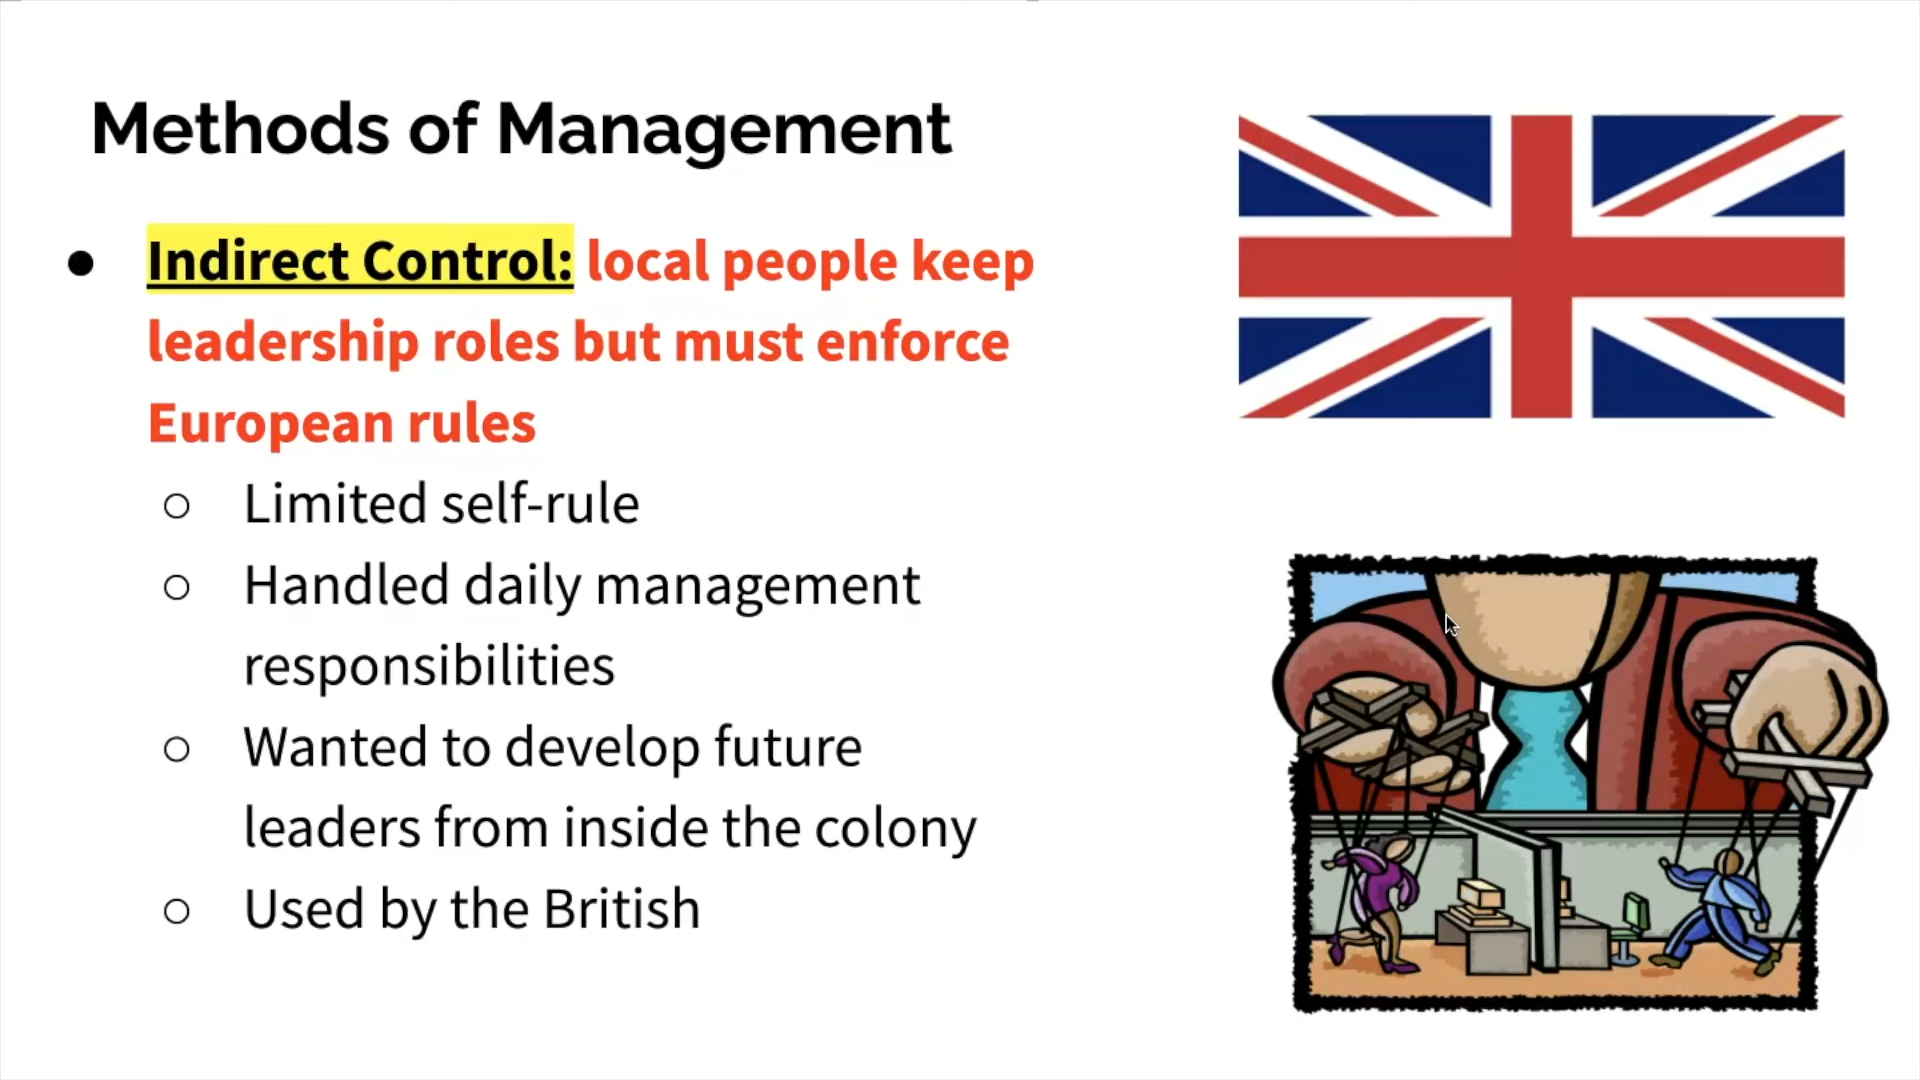 Methods of Management
● Indirect Control: local people keep
leadership roles but must enforce
European rules
○ Limited self-rule
○ Handled daily management
responsibilities
○ Wanted to develop future
leaders from inside the colony
○ Used by the British